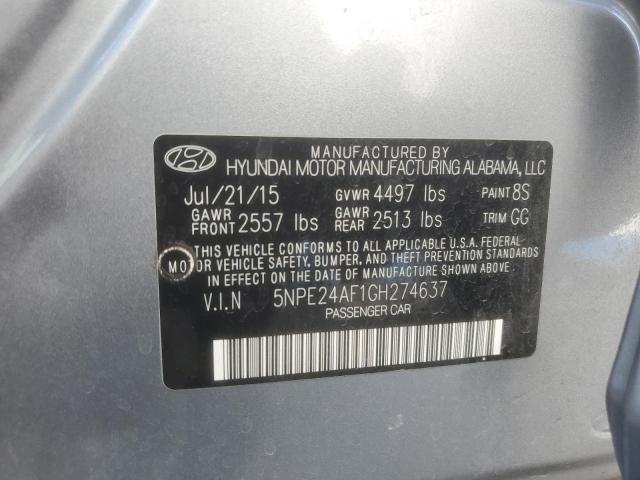 MANUFACTURED BY
HYUNDAI MOTOR MANUFACTURING ALABAMA, LLC
Jul/21/15 GVWR 4497 lbs PAINT 8S
GAWR FRONT 2557 lbs GAWR REAR 2513 lbs TRIM GG
THIS VEHICLE CONFORMS TO ALL APPLICABLE U.S.A. FEDERAL
MOTOR VEHICLE SAFETY, BUMPER, AND THEFT PREVENTION STANDARDS
IN EFFECT ON THE DATE OF MANUFACTURE SHOWN ABOVE.
V.I.N 5NPE24AF1GH274637
PASSENGER CAR